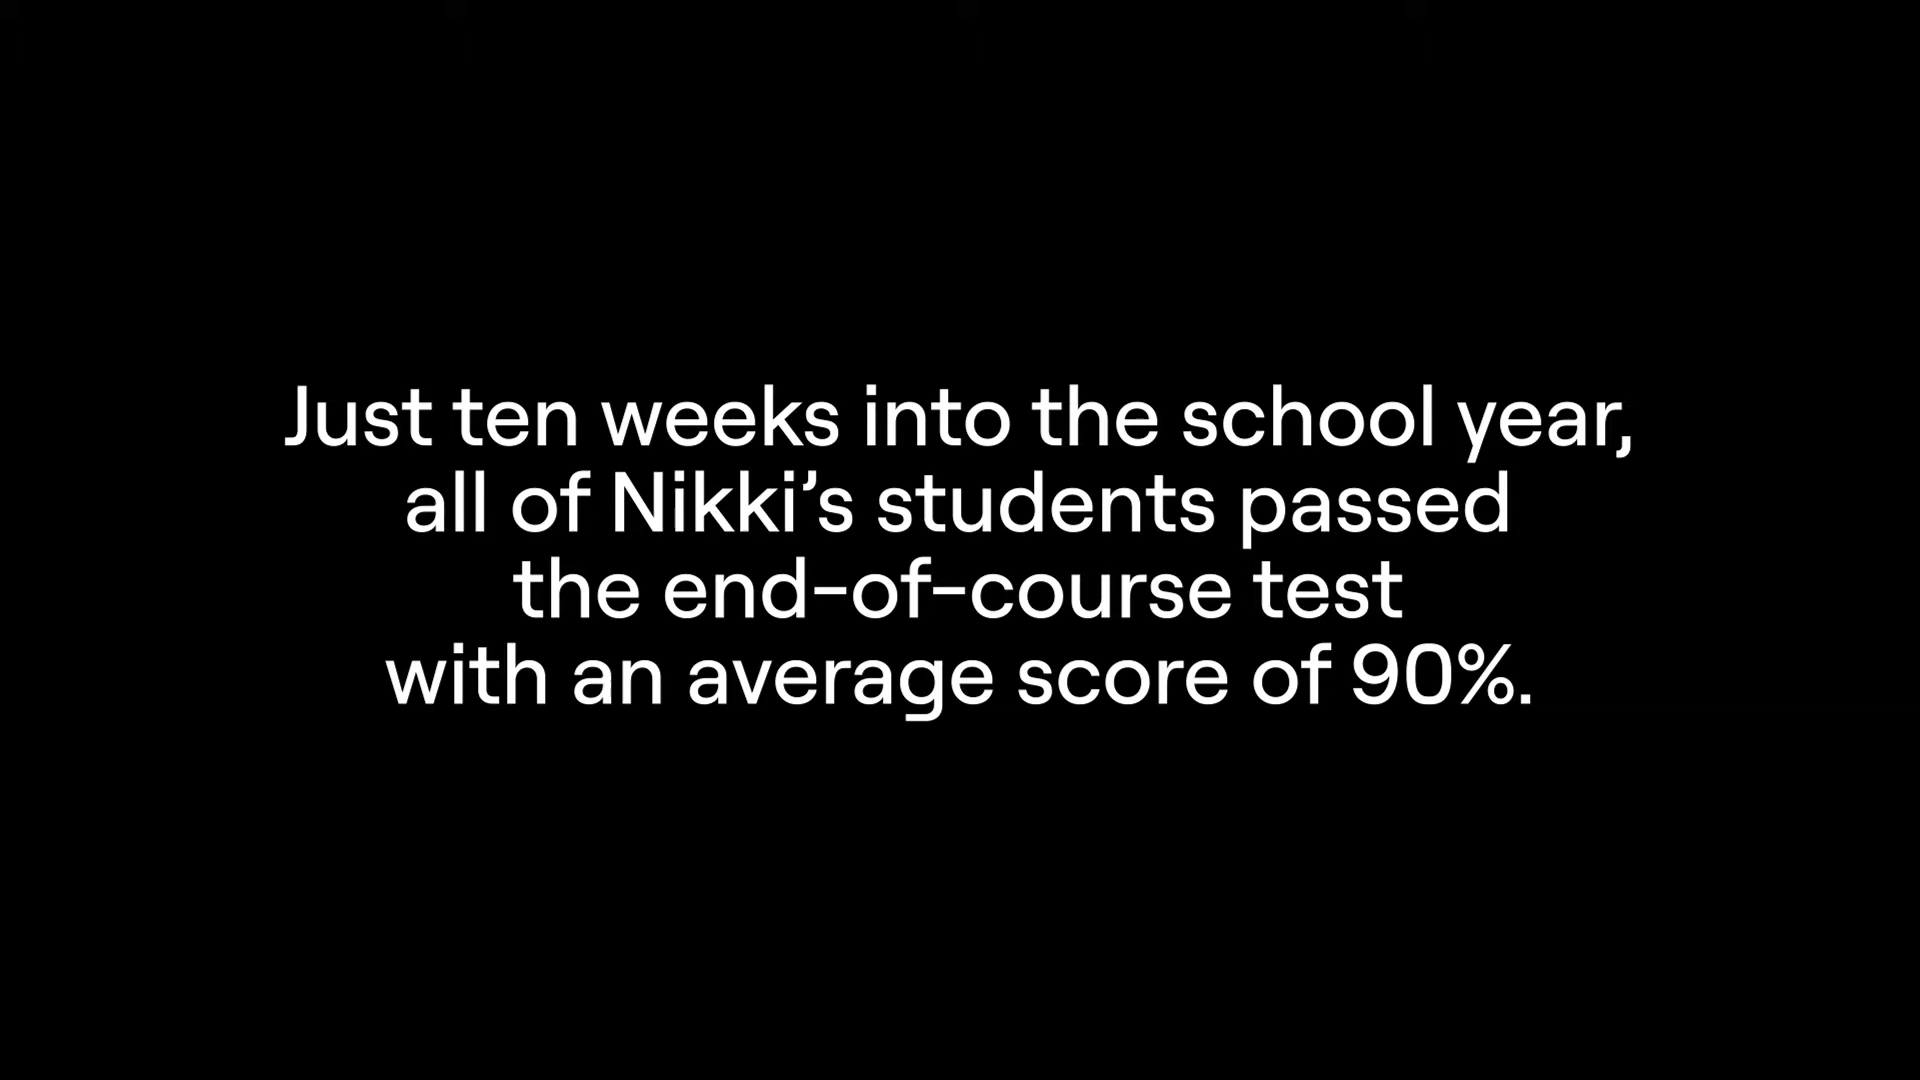 Just ten weeks into the school year,
all of Nikki’s students passed
the end-of-course test
with an average score of 90%.